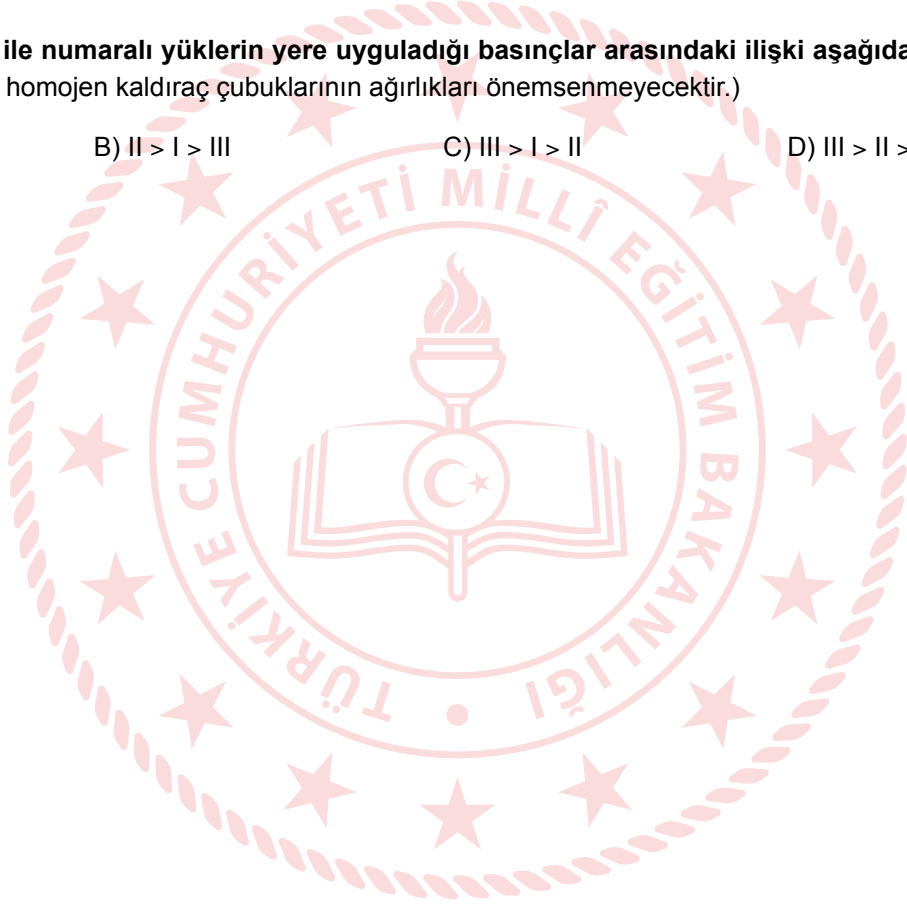 ile numaralı yüklerin yere uyguladığı basınçlar arasındaki ilişki aşağıda
homojen kaldıraç çubuklarının ağırlıkları önemsenmeyecektir.)
B) II > I > III C) III > I > II D) III > II >
TÜRKİYE CUMHURİYETİ MİLLÎ EĞİTİM BAKANLIĞI